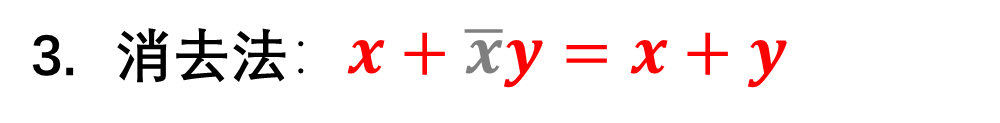 3. 消去法：x + x̅y = x + y